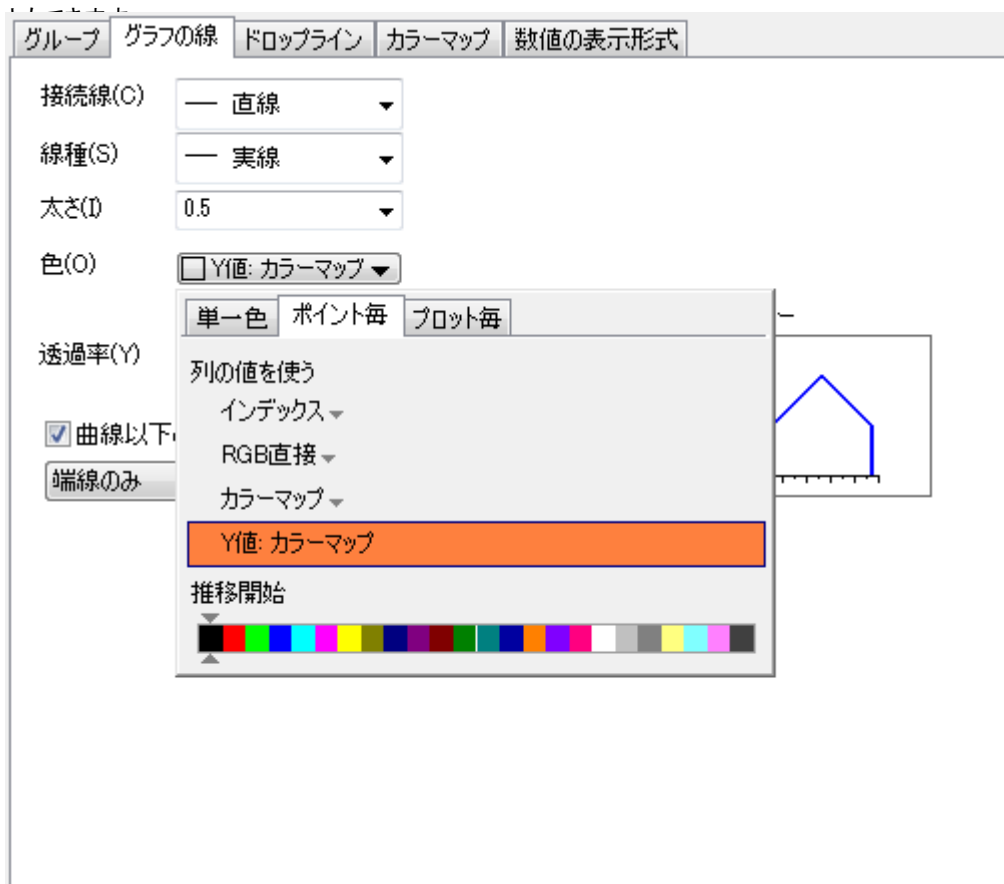 グループ グラフの線 ドロップライン カラーマップ 数値の表示形式
接続線(C) 直線
線種(S) 実線
太さ(I) 0.5
色(O) Y値: カラーマップ
単一色 ポイント毎 プロット毎
透過率(Y)
列の値を使う
インデックス
RGB直接
曲線以下
カラーマップ
端線のみ
Y値: カラーマップ
推移開始